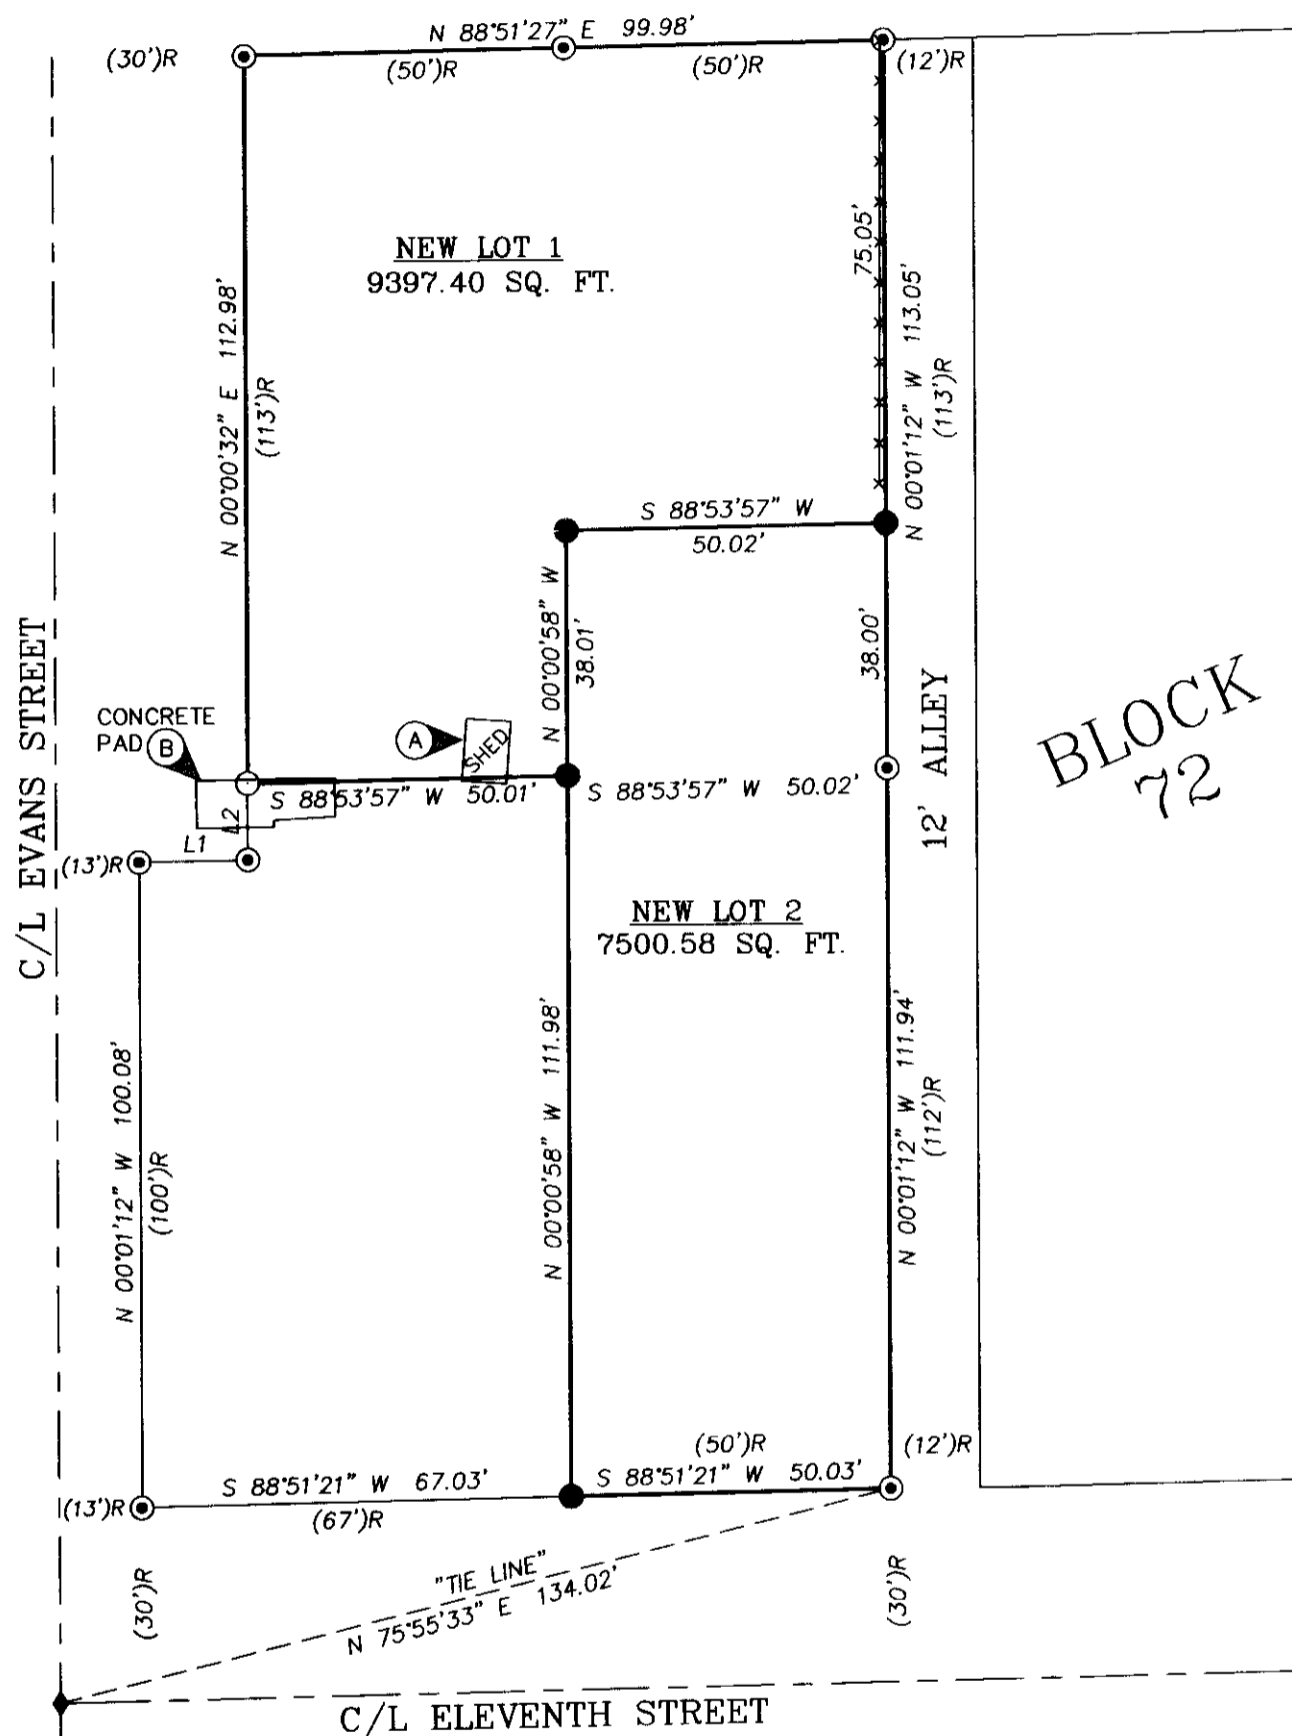 N 88°51'27" E 99.98'
(30')R
(50')R
(50')R
(12')R
NEW LOT 1
9397.40 SQ. FT.
75.05'
N 00°00'32" E 112.98'
(113')R
N 00°01'12" W 113.05'
(113')R
S 88°53'57" W
50.02'
N 00°00'58" W
38.01'
38.00'
C/L EVANS STREET
12' ALLEY
BLOCK
72
CONCRETE
PAD
B
A
SHED
S 88°53'57" W 50.01'
S 88°53'57" W 50.02'
L2
L1
(13')R
NEW LOT 2
7500.58 SQ. FT.
N 00°01'12" W 100.08'
(100')R
N 00°00'58" W 111.98'
N 00°01'12" W 111.94'
(112')R
(50')R
(12')R
S 88°51'21" W 67.03'
S 88°51'21" W 50.03'
(13')R
(67')R
(30')R
"TIE LINE"
N 75°55'33" E 134.02'
(30')R
C/L ELEVENTH STREET